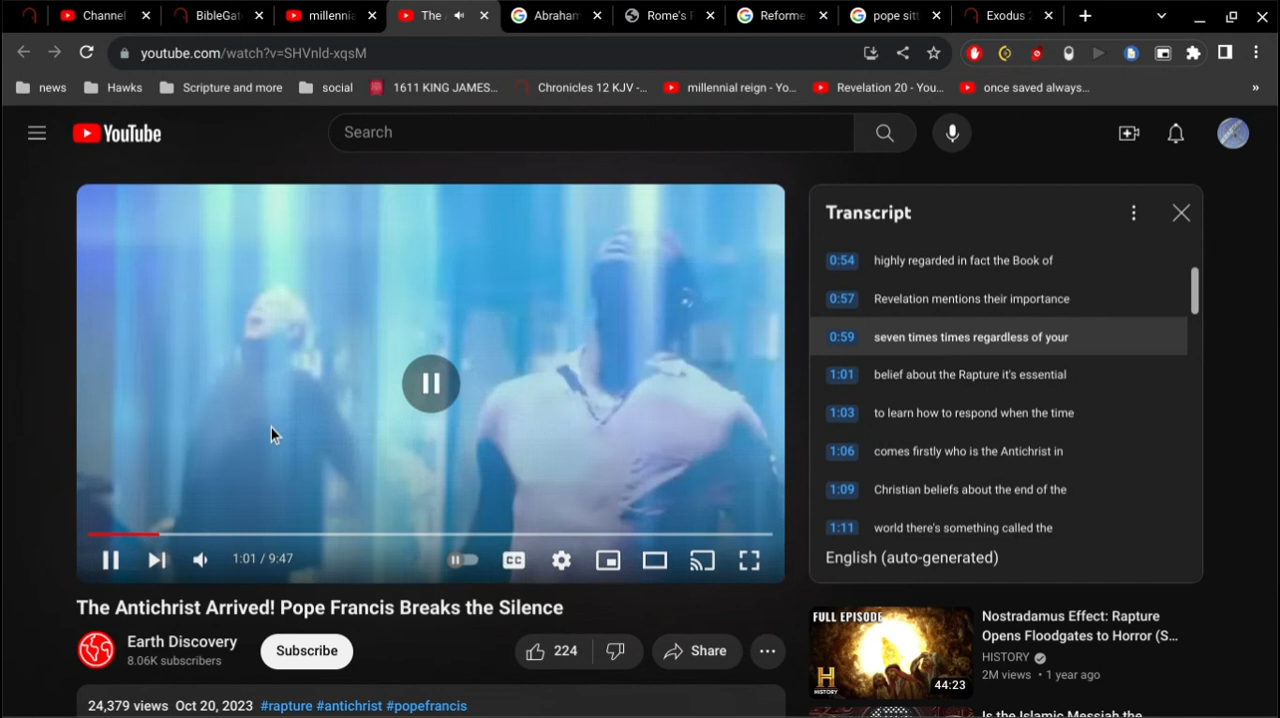 Channel
BibleGat
millennia
The
Abraham
Rome's F
Reforme
pope sitt
Exodus 2
youtube.com/watch?v=SHVnld-xqsM
news
Hawks
Scripture and more
social
1611 KING JAMES...
Chronicles 12 KJV -...
millennial reign - Yo...
Revelation 20 - You...
once saved always...
»
YouTube
Search
Transcript
0:54 highly regarded in fact the Book of
0:57 Revelation mentions their importance
0:59 seven times times regardless of your
1:01 belief about the Rapture it's essential
1:03 to learn how to respond when the time
1:06 comes firstly who is the Antichrist in
1:09 Christian beliefs about the end of the
1:11 world there's something called the
English (auto-generated)
1:01 / 9:47
CC
The Antichrist Arrived! Pope Francis Breaks the Silence
Earth Discovery
8.06K subscribers
Subscribe
224
Share
24,379 views Oct 20, 2023 #rapture #antichrist #popefrancis
FULL EPISODE
H
HISTORY
44:23
Nostradamus Effect: Rapture
Opens Floodgates to Horror (S...
HISTORY
2M views • 1 year ago
Is the Islamic Messiah the